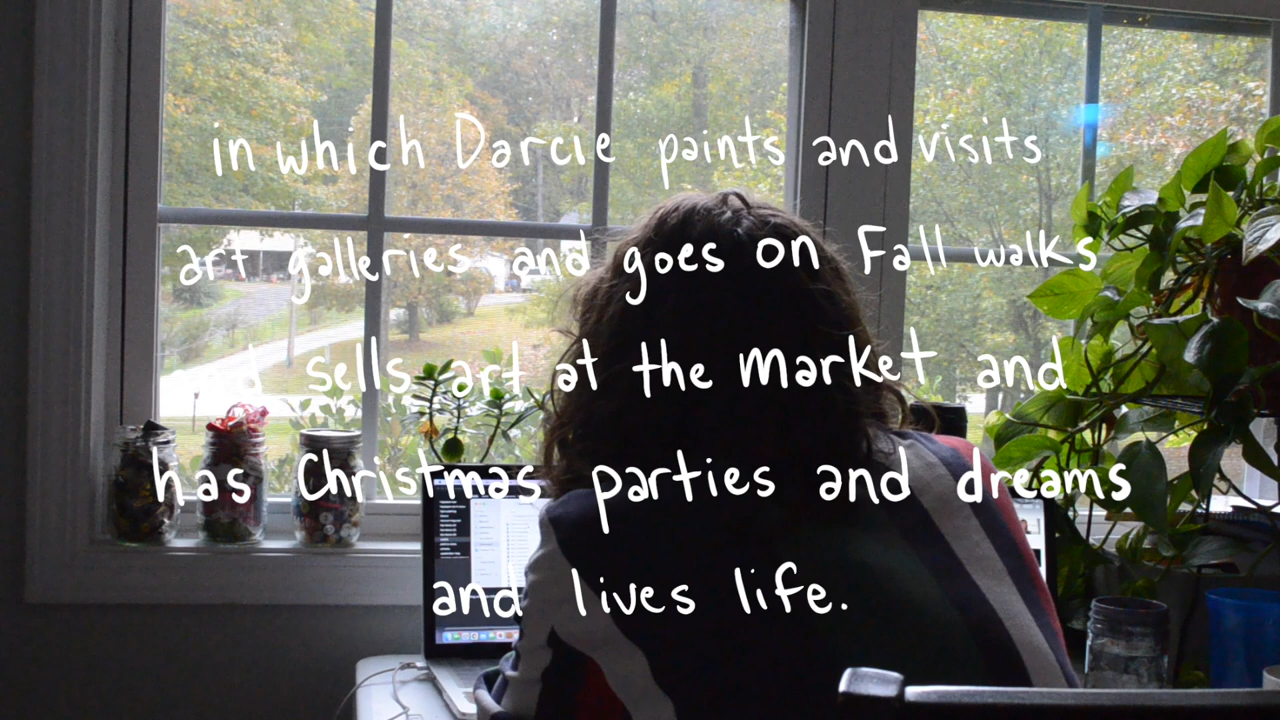 in which Darcie paints and visits
art galleries and goes on Fall walks
and sells art at the market and
has Christmas parties and dreams
and lives life.